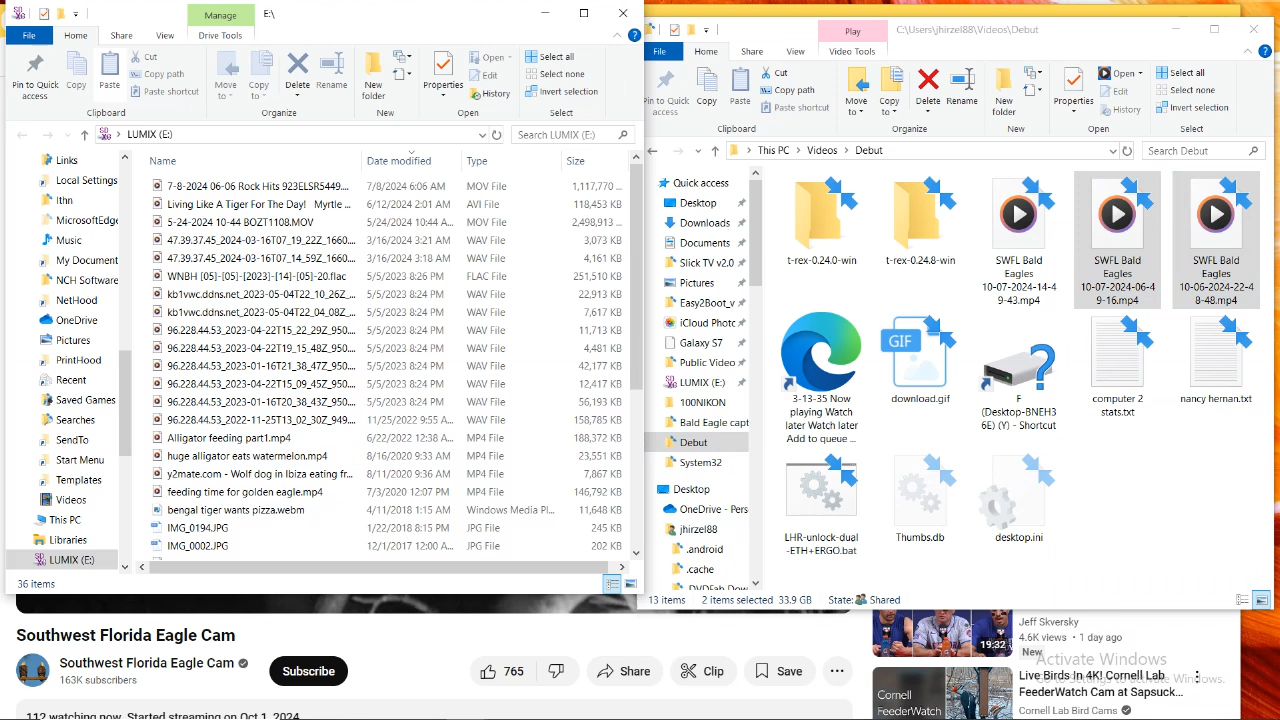 Manage
E:\
File
Home
Share
View
Drive Tools
Pin to Quick
access
Copy
Paste
Cut
Copy path
Paste shortcut
Clipboard
Move
to
Copy
to
Delete
Rename
Organize
New
folder
New
Properties
Open
Edit
History
Open
Select all
Select none
Invert selection
Select
LUMIX (E:)
Search LUMIX (E:)
Links
Local Settings
lthn
MicrosoftEdge
Music
My Document
NCH Software
NetHood
OneDrive
Pictures
PrintHood
Recent
Saved Games
Searches
SendTo
Start Menu
Templates
Videos
This PC
Libraries
LUMIX (E:)
Name Date modified Type Size
7-8-2024 06-06 Rock Hits 923ELSR5449.... 7/8/2024 6:06 AM MOV File 1,117,770 ...
Living Like A Tiger For The Day! Myrtle ... 6/12/2024 2:01 AM AVI File 118,453 KB
5-24-2024 10-44 BOZT1108.MOV 5/24/2024 10:44 A... MOV File 2,498,913...
47.39.37.45_2024-03-16T07_19_22Z_1660... 3/16/2024 3:21 AM WAV File 3,073 KB
47.39.37.45_2024-03-16T07_14_59Z_1660... 3/16/2024 3:18 AM WAV File 4,161 KB
WNBH [05]-[05]-[2023]-[14]-[05]-20.flac 5/5/2023 8:26 PM FLAC File 251,510 KB
kb1vwc.ddns.net_2023-05-04T22_10_26Z_... 5/5/2023 8:24 PM WAV File 22,913 KB
kb1vwc.ddns.net_2023-05-04T22_04_08Z_... 5/5/2023 8:24 PM WAV File 7,617 KB
96.228.44.53_2023-04-22T15_22_29Z_950... 5/5/2023 8:24 PM WAV File 11,713 KB
96.228.44.53_2023-04-22T19_15_48Z_950... 5/5/2023 8:24 PM WAV File 4,481 KB
96.228.44.53_2023-01-16T21_38_47Z_950... 5/5/2023 8:24 PM WAV File 42,177 KB
96.228.44.53_2023-04-22T15_09_45Z_950... 5/5/2023 8:24 PM WAV File 12,417 KB
96.228.44.53_2023-01-16T20_43_38Z_950... 5/5/2023 8:24 PM WAV File 56,193 KB
96.228.44.53_2022-11-25T13_02_30Z_949... 11/25/2022 9:55 A... WAV File 158,785 KB
Alligator feeding part1.mp4 6/22/2022 12:38 A... MP4 File 188,372 KB
huge alligator eats watermelon.mp4 8/16/2020 9:33 AM MP4 File 23,551 KB
y2mate.com - Wolf dog in Ibiza eating fr... 8/11/2020 9:36 AM MP4 File 7,867 KB
feeding time for golden eagle.mp4 7/3/2020 12:07 PM MP4 File 146,792 KB
bengal tiger wants pizza.webm 4/11/2018 1:15 AM Windows Media Pl... 11,648 KB
IMG_0194.JPG 1/22/2018 8:15 PM JPG File 245 KB
IMG_0002.JPG 12/1/2017 12:00 A... JPG File 202 KB
36 items
Play
C:\Users\jhirzel88\Videos\Debut
File
Home
Share
View
Video Tools
Pin to Quick
access
Copy
Paste
Cut
Copy path
Paste shortcut
Clipboard
Move
to
Copy
to
Delete
Rename
Organize
New
folder
New
Properties
Open
Edit
History
Open
Select all
Select none
Invert selection
Select
This PC
Videos
Debut
Search Debut
Quick access
Desktop
Downloads
Documents
Slick TV v2.0
Pictures
Easy2Boot_v
iCloud Photo
Galaxy S7
Public Video
LUMIX (E:)
100NIKON
Bald Eagle capt
Debut
System32
Desktop
OneDrive - Pers
jhirzel88
.android
.cache
.DVDFab Dow
t-rex-0.24.0-win
t-rex-0.24.8-win
SWFL Bald
Eagles
10-07-2024-14-4
9-43.mp4
SWFL Bald
Eagles
10-07-2024-06-4
9-16.mp4
SWFL Bald
Eagles
10-06-2024-22-4
8-48.mp4
3-13-35 Now
playing Watch
later Watch later
Add to queue ...
GIF
download.gif
F
(Desktop-BNEH3
6E) (Y) - Shortcut
computer 2
stats.txt
nancy heman.txt
LHR-unlock-dual
-ETH+ERGO.bat
Thumbs.db
desktop.ini
13 items
2 items selected 33.9 GB
State:
Shared
Southwest Florida Eagle Cam
Southwest Florida Eagle Cam
163K subscribers
Subscribe
765
Share
Clip
Save
112 watching now Started streaming on Oct 1, 2024
19:32
Jeff Skversky
4.6K views • 1 day ago
New
Cornell
FeederWatch
Live Birds In 4K! Cornell Lab
FeederWatch Cam at Sapsuck...
Cornell Lab Bird Cams
Activate Windows
Go to Settings to activate Windows.